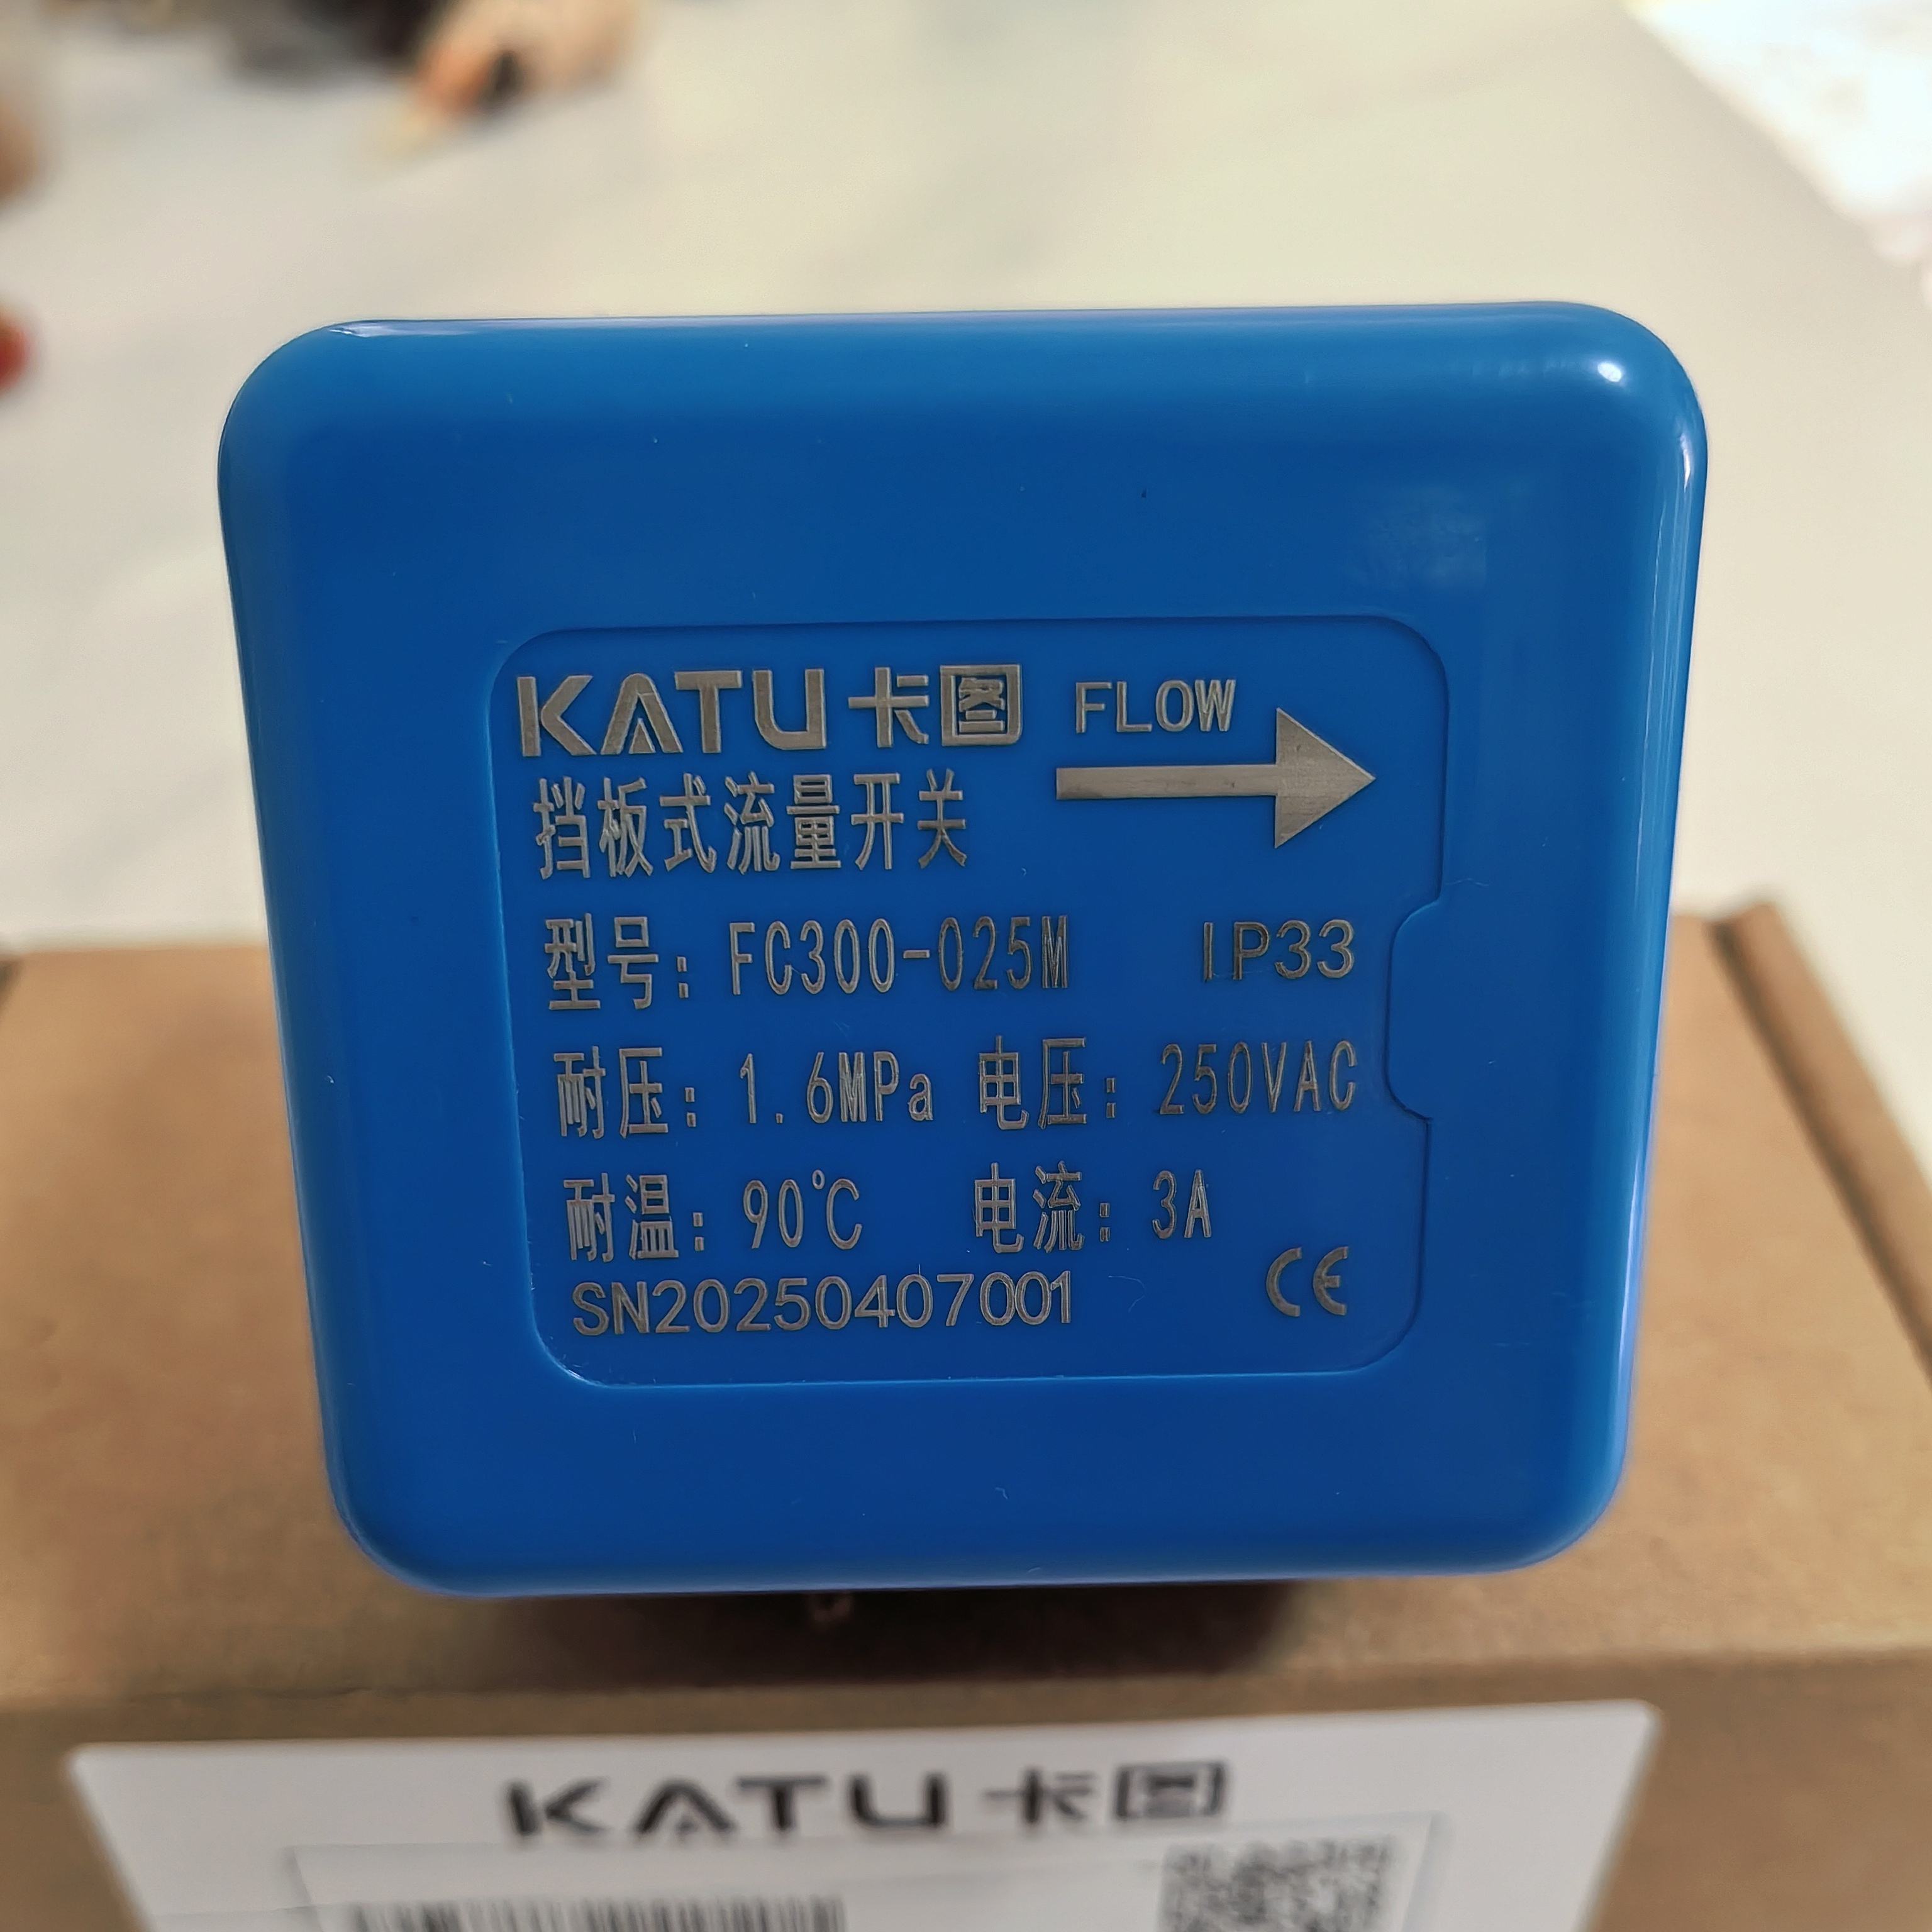 KATU 卡图 FLOW
挡板式流量开关
型号: FC300-025M IP33
耐压: 1.6MPa 电压: 250VAC
耐温: 90℃ 电流: 3A
SN20250407001 CE
KATU 卡图